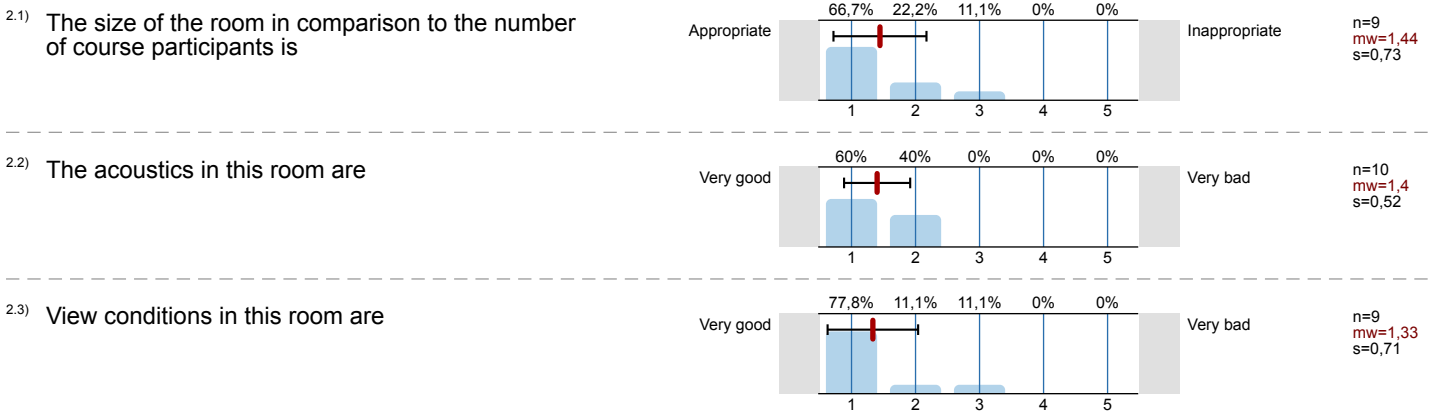 2.1) The size of the room in comparison to the number
of course participants is
66,7% 22,2% 11,1% 0% 0%
Appropriate
Inappropriate
n=9
mw=1,44
s=0,73
1 2 3 4 5
2.2) The acoustics in this room are
60% 40% 0% 0% 0%
Very good
Very bad
n=10
mw=1,4
s=0,52
1 2 3 4 5
2.3) View conditions in this room are
77,8% 11,1% 11,1% 0% 0%
Very good
Very bad
n=9
mw=1,33
s=0,71
1 2 3 4 5